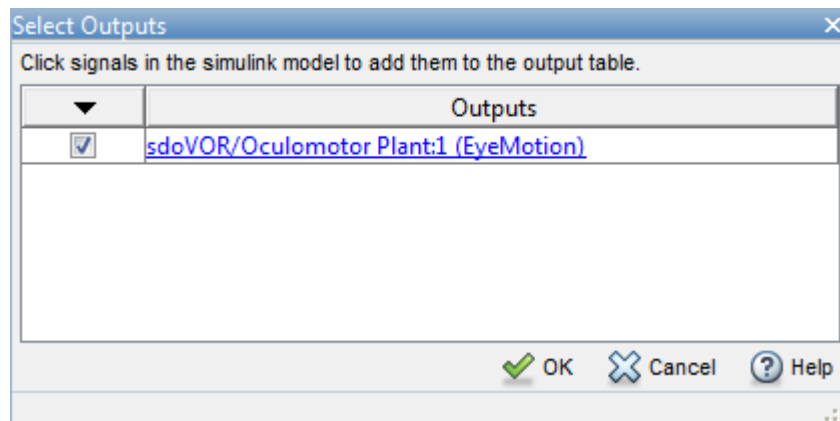 Select Outputs
Click signals in the simulink model to add them to the output table.
Outputs
sdoVOR/Oculomotor Plant:1 (EyeMotion)
OK Cancel Help